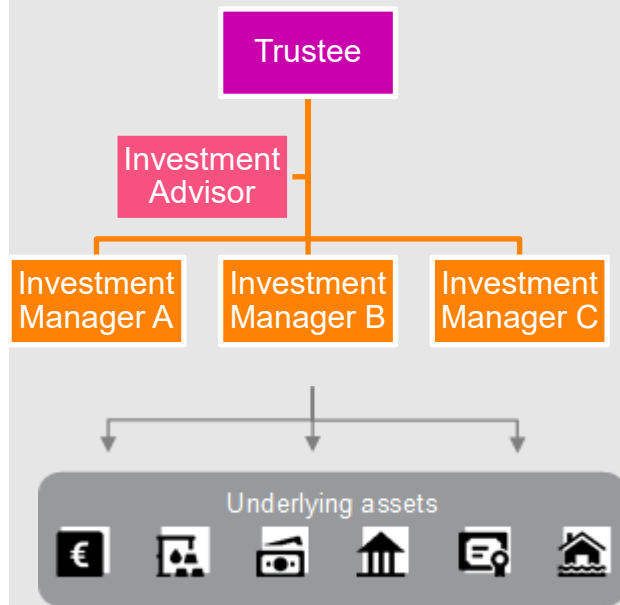 Trustee
Investment
Advisor
Investment
Manager A
Investment
Manager B
Investment
Manager C
Underlying assets
€